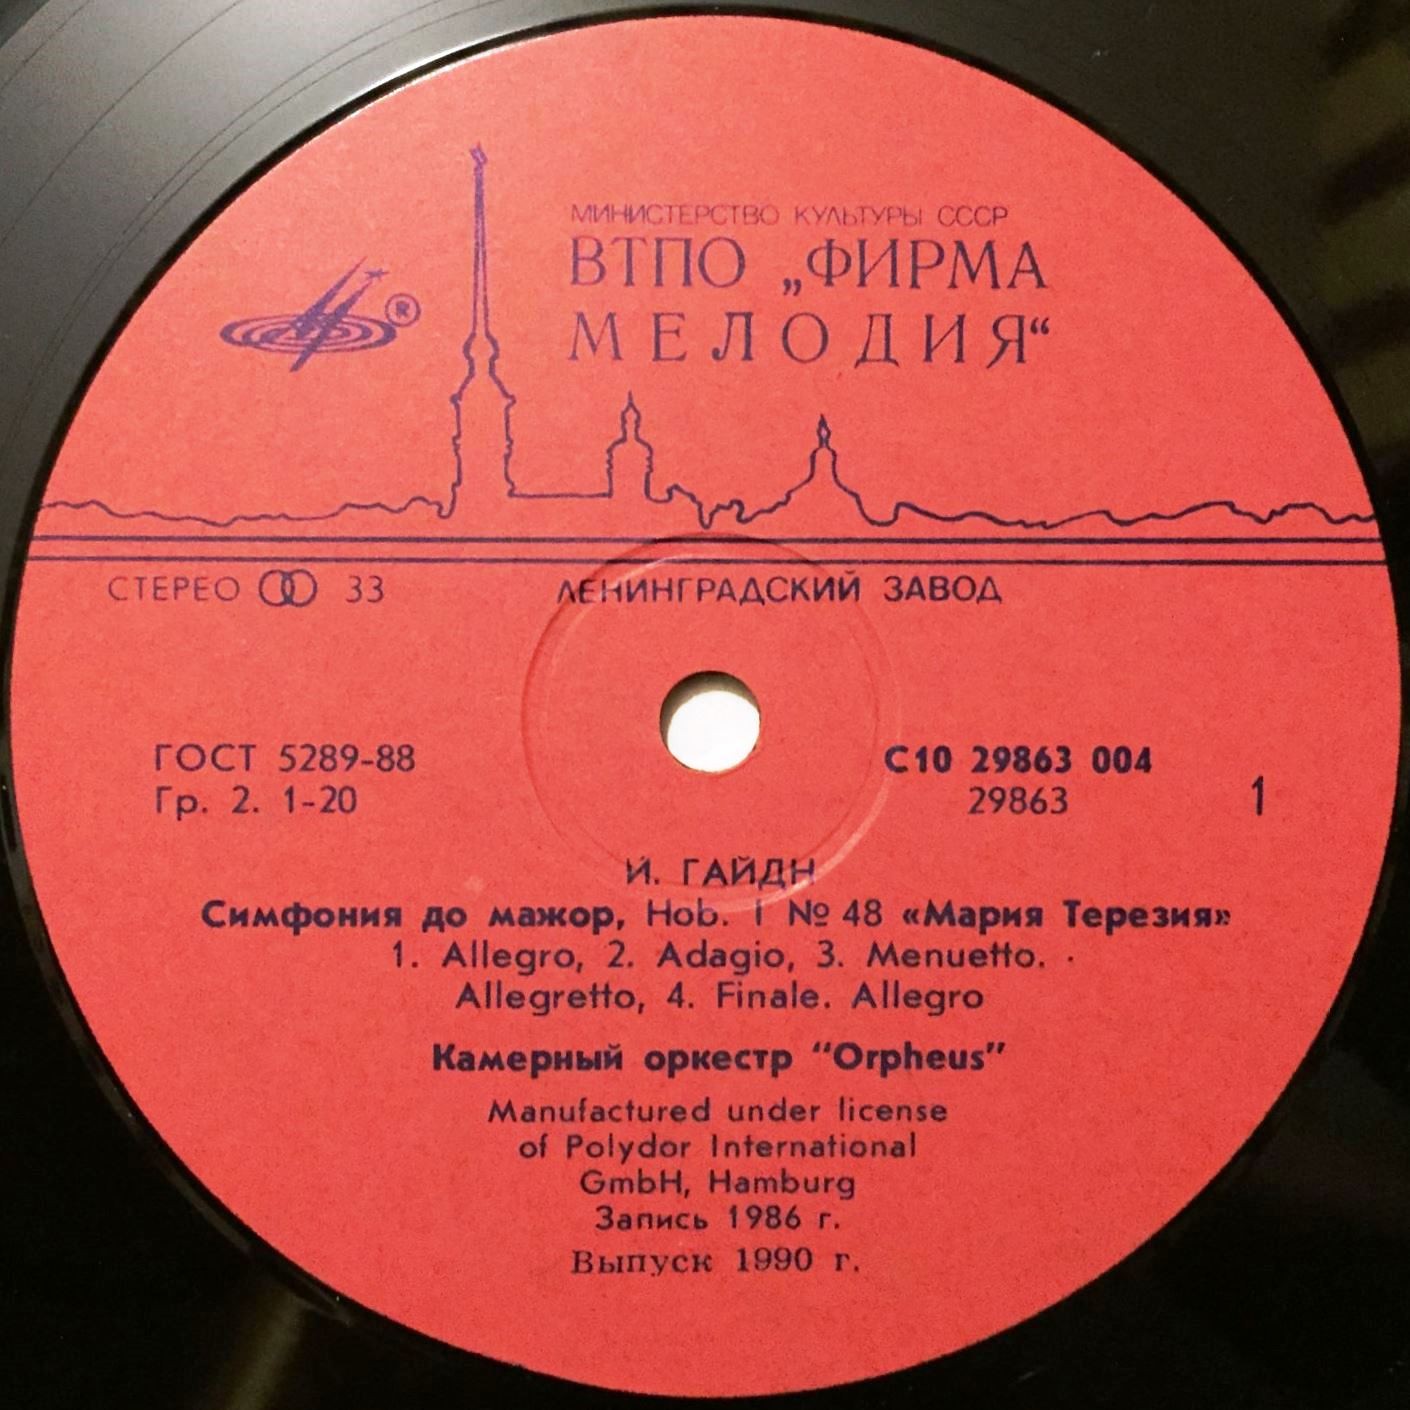 МИНИСТЕРСТВО КУЛЬТУРЫ СССР
ВТПО „ФИРМА
МЕЛОДИЯ“
®
СТЕРЕО 33 ЛЕНИНГРАДСКИЙ ЗАВОД
ГОСТ 5289-88 С10 29863 004
Гр. 2. 1-20 29863 1
Й. ГАЙДН
Симфония до мажор, Hob. I № 48 «Мария Терезия»
1. Allegro, 2. Adagio, 3. Menuetto.
Allegretto, 4. Finale. Allegro
Камерный оркестр "Orpheus"
Manufactured under license
of Polydor International
GmbH, Hamburg
Запись 1986 г.
Выпуск 1990 г.